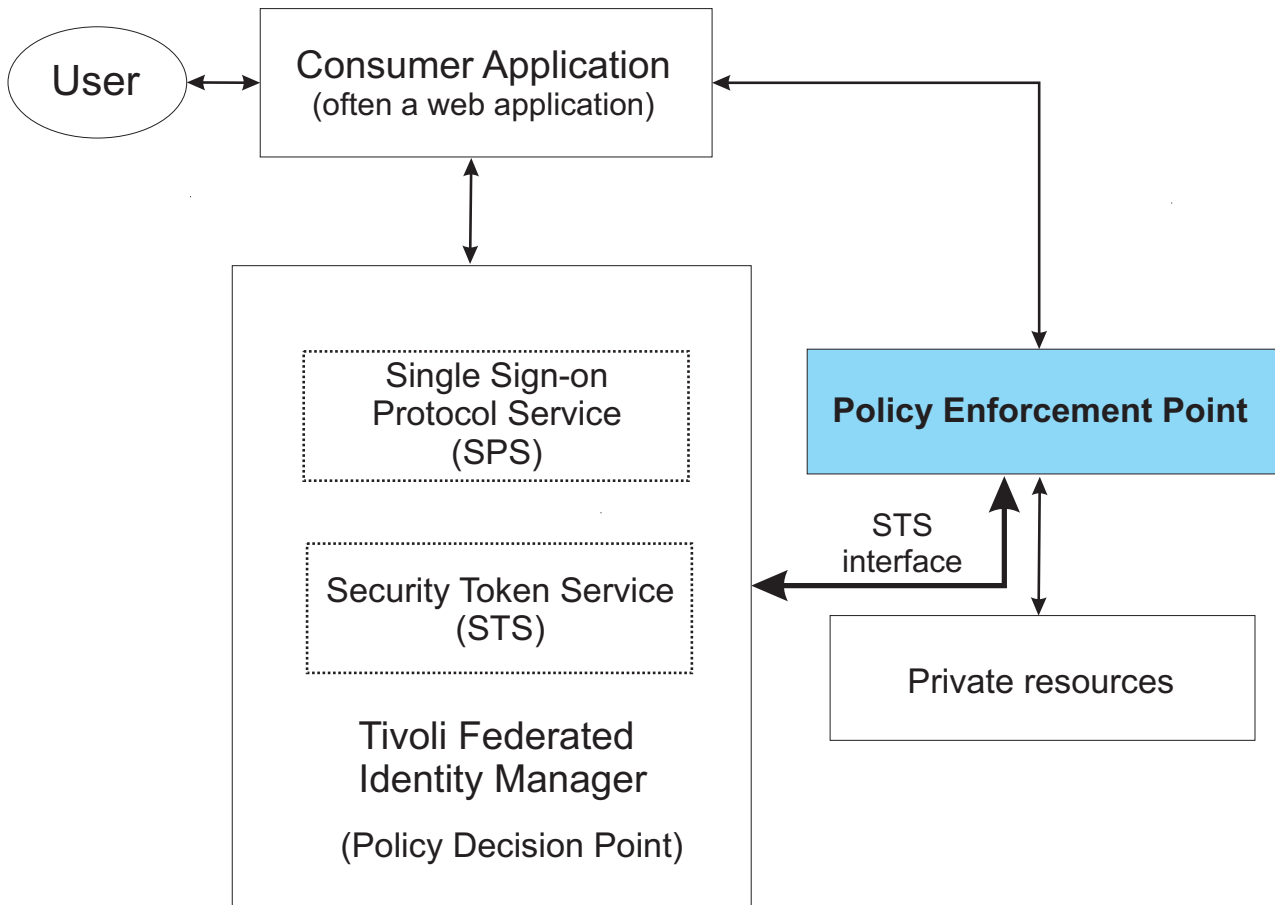 User
Consumer Application
(often a web application)
Single Sign-on
Protocol Service
(SPS)
Policy Enforcement Point
STS
interface
Security Token Service
(STS)
Private resources
Tivoli Federated
Identity Manager
(Policy Decision Point)